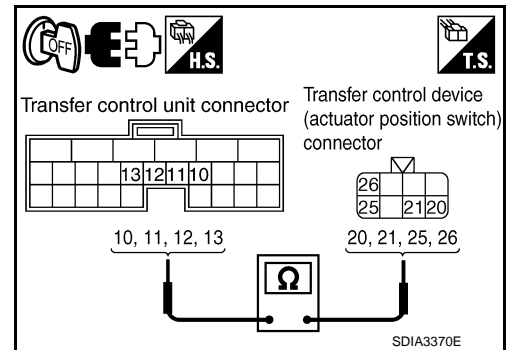 OFF
H.S.
T.S.
Transfer control unit connector
Transfer control device
(actuator position switch)
connector
13 12 11 10
26
25 21 20
10, 11, 12, 13
20, 21, 25, 26
Ω
SDIA3370E